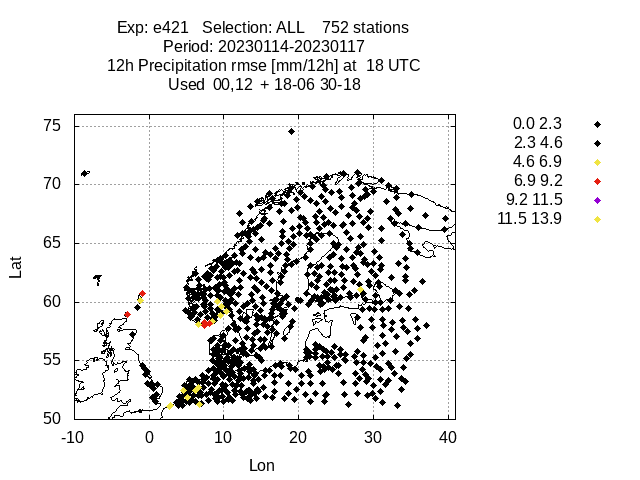 Exp: e421   Selection: ALL    752 stations
Period: 20230114-20230117
12h Precipitation rmse [mm/12h] at  18 UTC
Used  00,12  + 18-06 30-18
75
70
65
60
55
50
Lat
-10 0 10 20 30 40
Lon
0.0 2.3
2.3 4.6
4.6 6.9
6.9 9.2
9.2 11.5
11.5 13.9